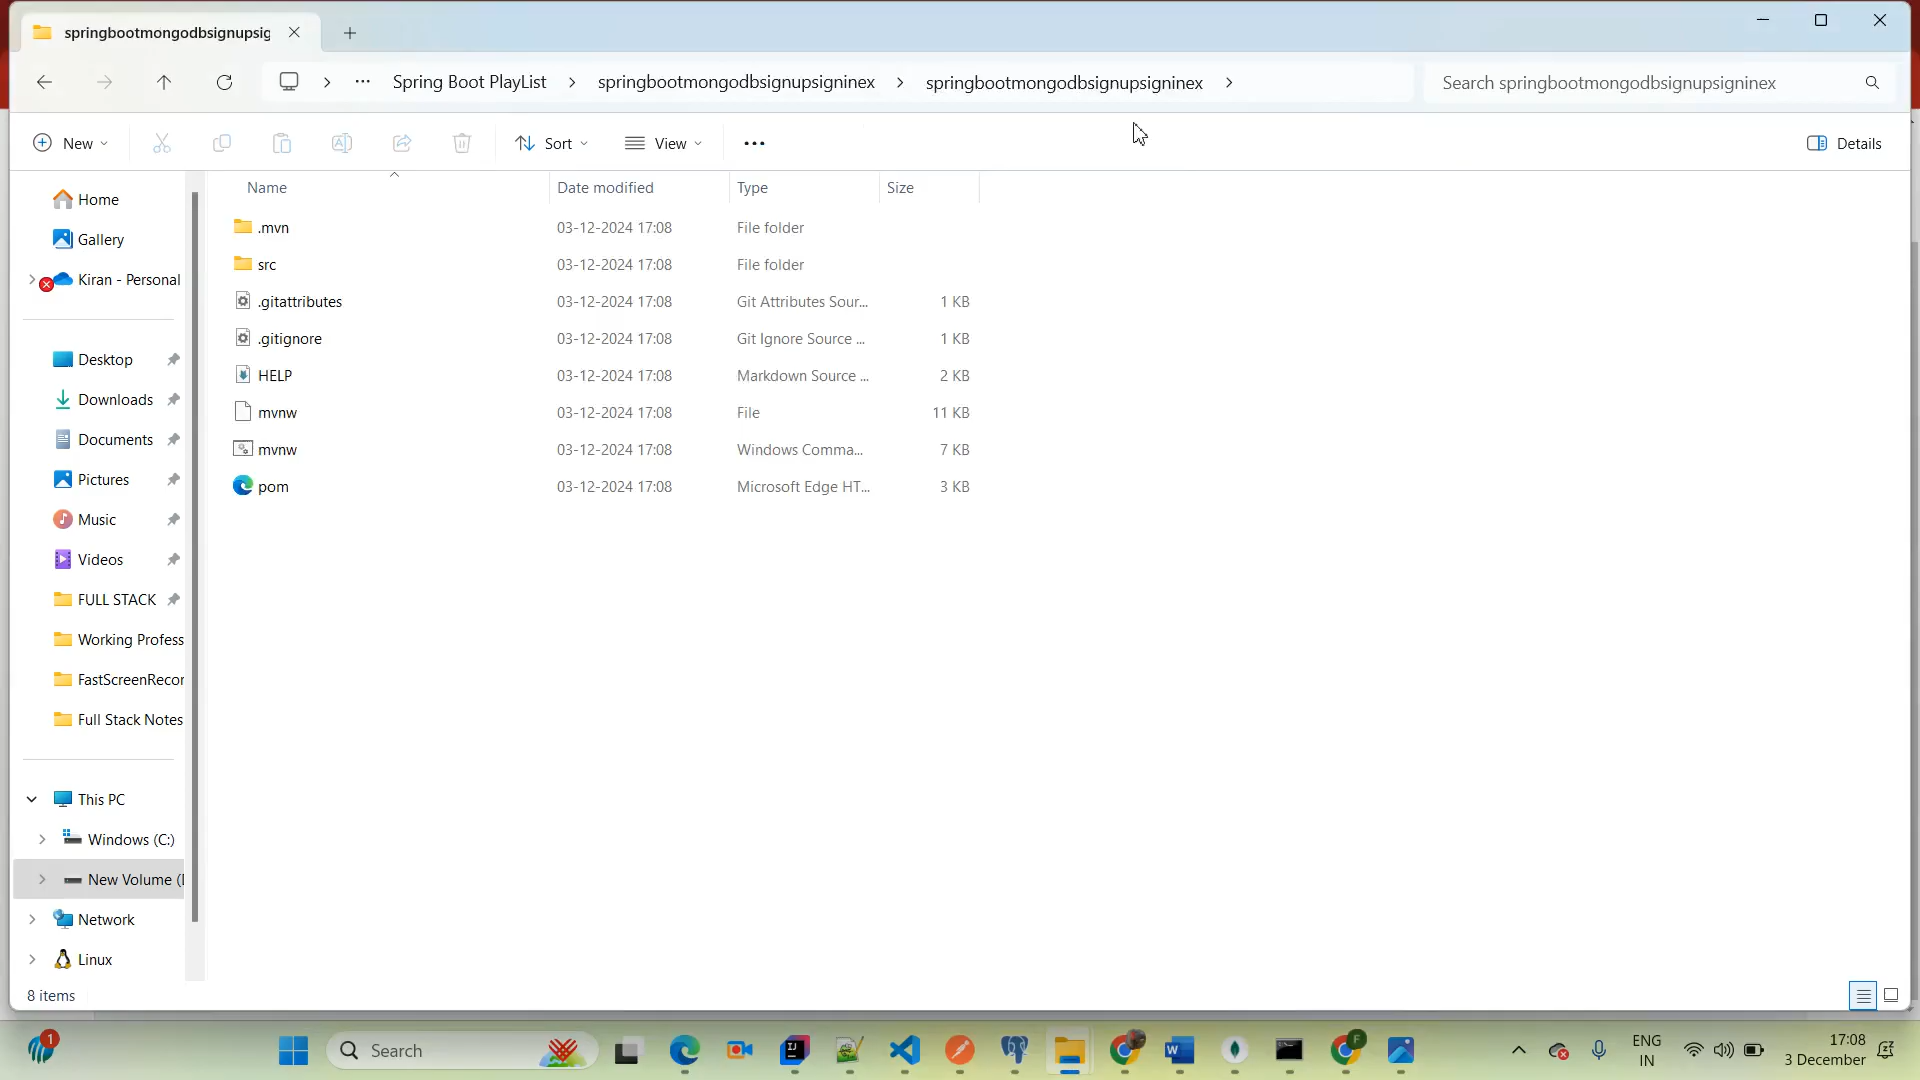 springbootmongodbsignupsig
Spring Boot PlayList
springbootmongodbsignupsigninex
springbootmongodbsignupsigninex
Search springbootmongodbsignupsigninex
New
Sort
View
Details
Name Date modified Type Size
.mvn 03-12-2024 17:08 File folder
src 03-12-2024 17:08 File folder
.gitattributes 03-12-2024 17:08 Git Attributes Sour... 1 KB
.gitignore 03-12-2024 17:08 Git Ignore Source ... 1 KB
HELP 03-12-2024 17:08 Markdown Source ... 2 KB
mvnw 03-12-2024 17:08 File 11 KB
mvnw 03-12-2024 17:08 Windows Comma... 7 KB
pom 03-12-2024 17:08 Microsoft Edge HT... 3 KB
Home
Gallery
Kiran - Personal
Desktop
Downloads
Documents
Pictures
Music
Videos
FULL STACK
Working Profess
FastScreenRecor
Full Stack Notes
This PC
Windows (C:)
New Volume (
Network
Linux
8 items
1
Search
IJ
W
F
ENG
IN
17:08
3 December